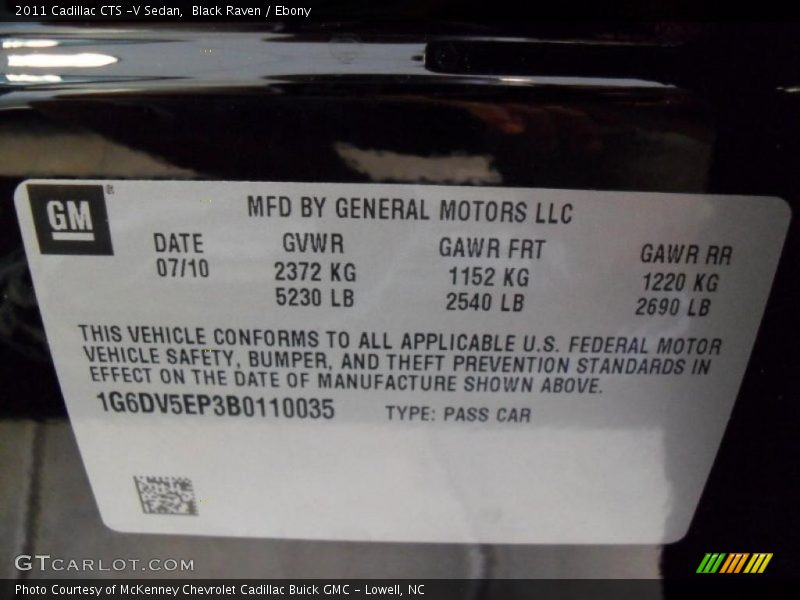 2011 Cadillac CTS -V Sedan, Black Raven / Ebony
GM ®
MFD BY GENERAL MOTORS LLC
DATE GVWR GAWR FRT GAWR RR
07/10 2372 KG 1152 KG 1220 KG
5230 LB 2540 LB 2690 LB
THIS VEHICLE CONFORMS TO ALL APPLICABLE U.S. FEDERAL MOTOR
VEHICLE SAFETY, BUMPER, AND THEFT PREVENTION STANDARDS IN
EFFECT ON THE DATE OF MANUFACTURE SHOWN ABOVE.
1G6DV5EP3B0110035 TYPE: PASS CAR
GTCARLOT.COM
Photo Courtesy of McKenney Chevrolet Cadillac Buick GMC - Lowell, NC